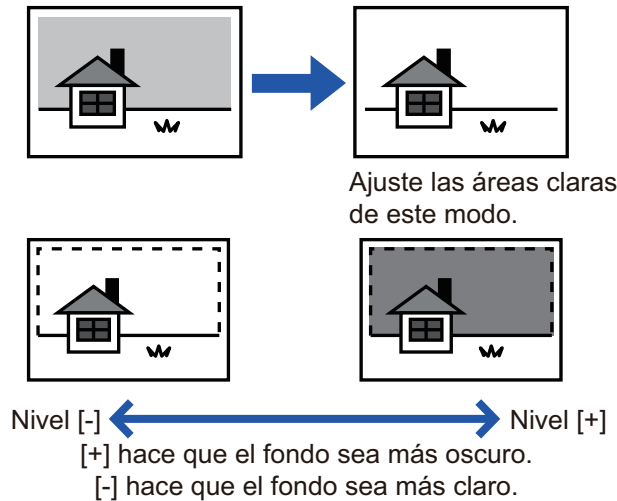 Ajuste las áreas claras
de este modo.
Nivel [-]
Nivel [+]
[+] hace que el fondo sea más oscuro.
[-] hace que el fondo sea más claro.